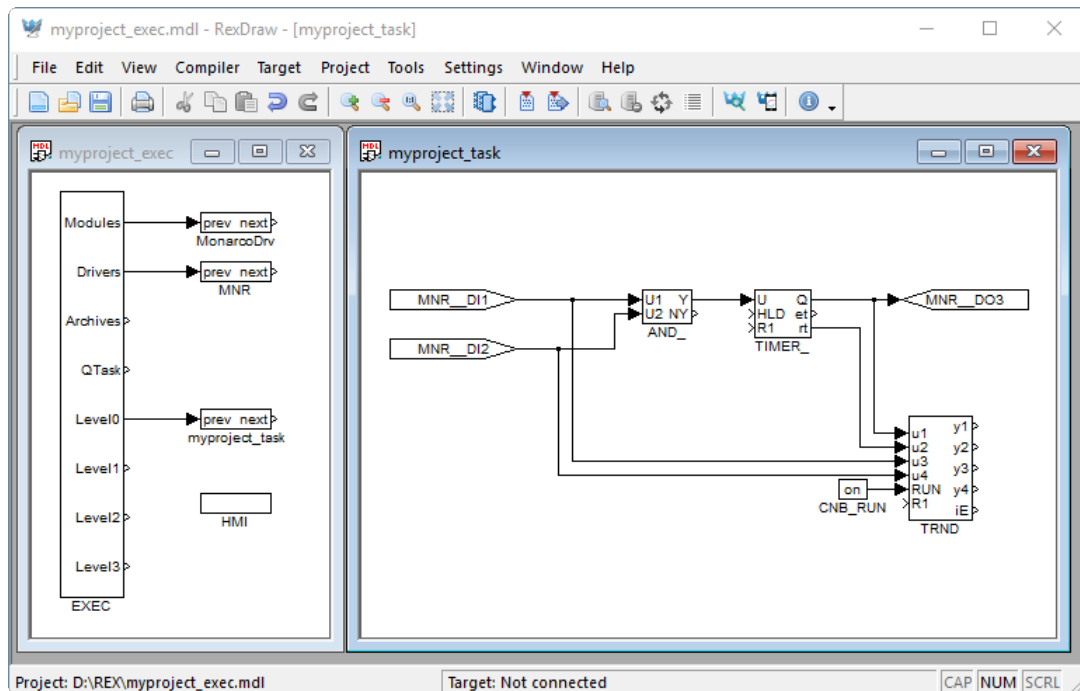 myproject_exec.mdl - RexDraw - [myproject_task]
File Edit View Compiler Target Project Tools Settings Window Help
MDL myproject_exec
Modules prev next
MonarcoDrv
Drivers prev next
MNR
Archives
QTask
Level0 prev next
myproject_task
Level1
Level2
HMI
Level3
EXEC
MDL myproject_task
MNR__DI1 U1 Y U Q MNR__DO3
U2 NY HLD et
AND_ R1 rt
MNR__DI2 TIMER_
u1 y1
u2 y2
u3 y3
u4
on RUN y4
CNB_RUN R1 iE
TRND
Project: D:\REX\myproject_exec.mdl Target: Not connected CAP NUM SCRL